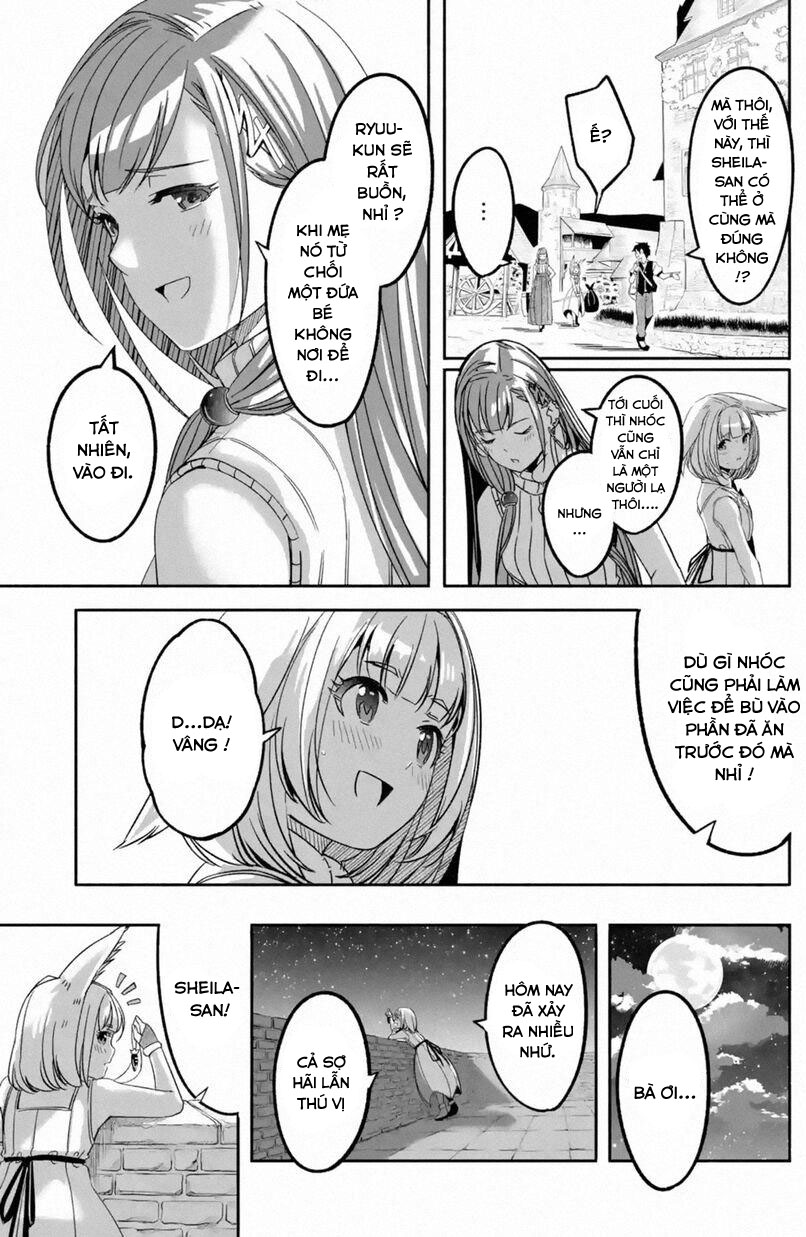 MÀ THÔI,
VỚI THẾ
NÀY, THÌ
SHEILA-
SAN CÓ
THỂ Ở
CÙNG MÀ
ĐÚNG
KHÔNG
!?
Ế?
...
TỚI CUỐI
THÌ NHÓC
CŨNG
VẪN CHỈ
LÀ MỘT
NGƯỜI LẠ
THÔI....
NHƯNG
...
RYUU-
KUN SẼ
RẤT
BUỒN,
NHỈ ?
KHI MẸ
NÓ TỪ
CHỐI
MỘT ĐỨA
BÉ
KHÔNG
NƠI ĐỂ
ĐI...
TẤT
NHIÊN,
VÀO ĐI.
DÙ GÌ NHÓC
CŨNG PHẢI LÀM
VIỆC ĐỂ BÙ VÀO
PHẦN ĐÃ ĂN
TRƯỚC ĐÓ MÀ
NHỈ !
D...DẠ!
VÂNG !
BÀ ƠI...
HÔM NAY
ĐÃ XẢY
RA NHIỀU
NHỨ.
CẢ SỢ
HÃI LẪN
THÚ VỊ
SHEILA-
SAN!